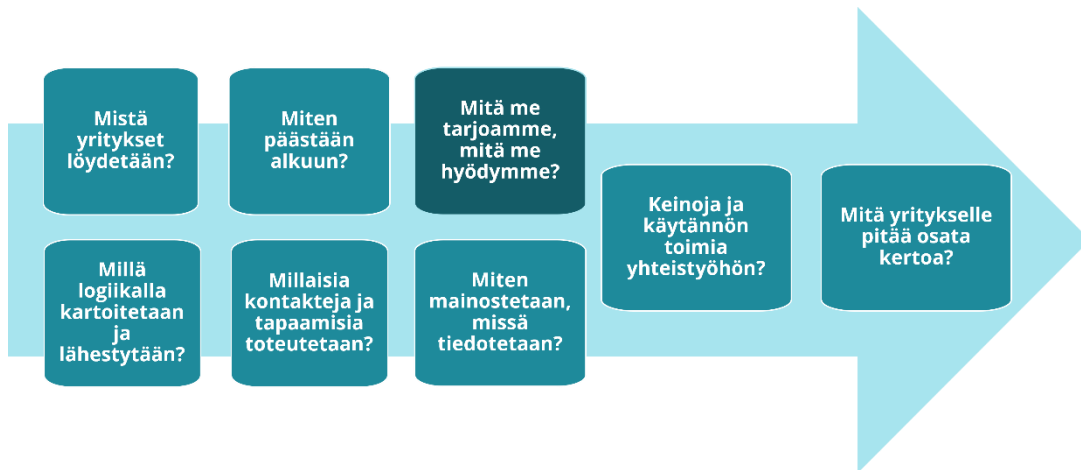 Mistä
yritykset
löydetään?
Miten
päästään
alkuun?
Mitä me
tarjoamme,
mitä me
hyödymme?
Millä
logiikalla
kartoitetaan
ja
lähestytään?
Millaisia
kontakteja ja
tapaamisia
toteutetaan?
Miten
mainostetaan,
missä
tiedotetaan?
Keinoja ja
käytännön
toimia
yhteistyöhön?
Mitä yritykselle
pitää osata
kertoa?